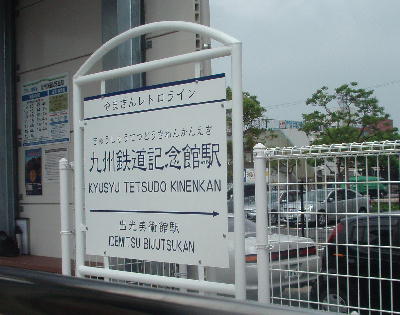 やまぎんレトロライン
きゅうしゅうてつどうきねんかんえき
九州鉄道記念館駅
KYUSYU TETSUDO KINENKAN
出光美術館駅
IDEMITSU BIJUTSUKAN